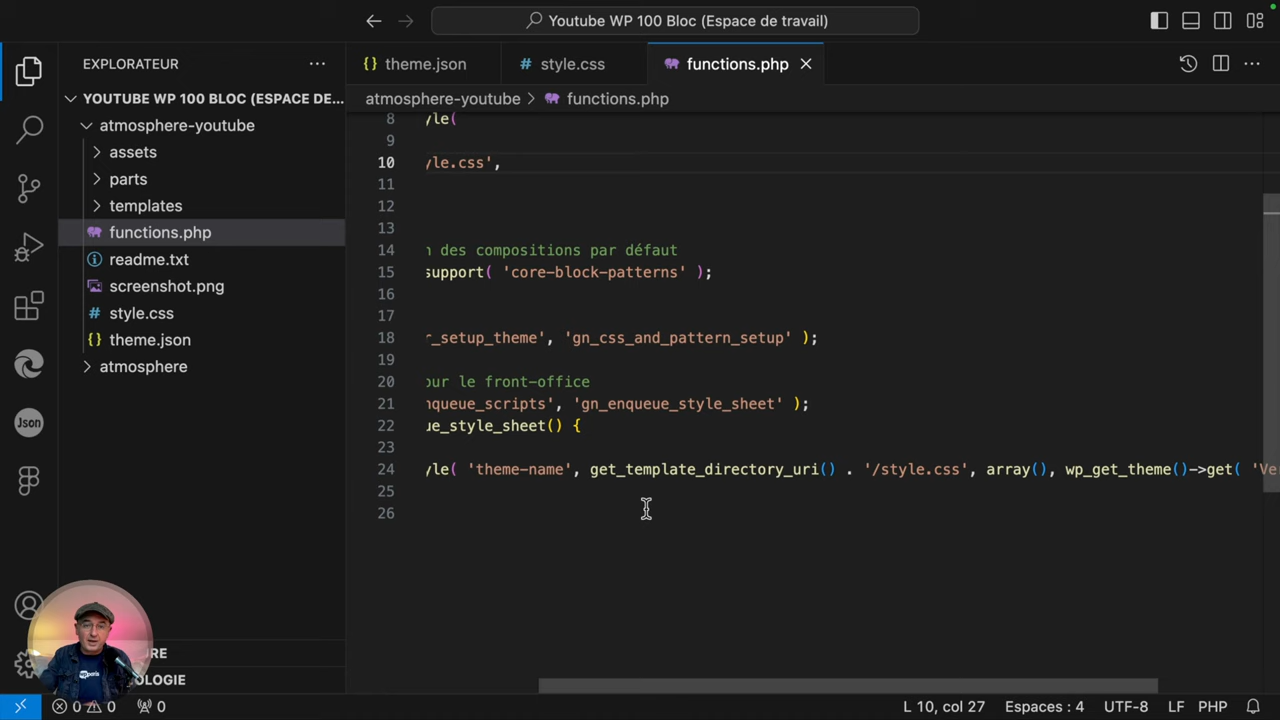 Youtube WP 100 Bloc (Espace de travail)
EXPLORATEUR
theme.json
style.css
functions.php
YOUTUBE WP 100 BLOC (ESPACE DE...
atmosphere-youtube
assets
parts
templates
functions.php
readme.txt
screenshot.png
style.css
theme.json
atmosphere
atmosphere-youtube > functions.php
8 yle(
9
10 yle.css',
11
12
13
14 n des compositions par défaut
15 support( 'core-block-patterns' );
16
17
18 r_setup_theme', 'gn_css_and_pattern_setup' );
19
20 our le front-office
21 nqueue_scripts', 'gn_enqueue_style_sheet' );
22 ue_style_sheet() {
23
24 yle( 'theme-name', get_template_directory_uri() . '/style.css', array(), wp_get_theme()->get( 'Ve
25
26
Json
RE
OLOGIE
wpparis
0 0 0
L 10, col 27
Espaces : 4
UTF-8
LF
PHP